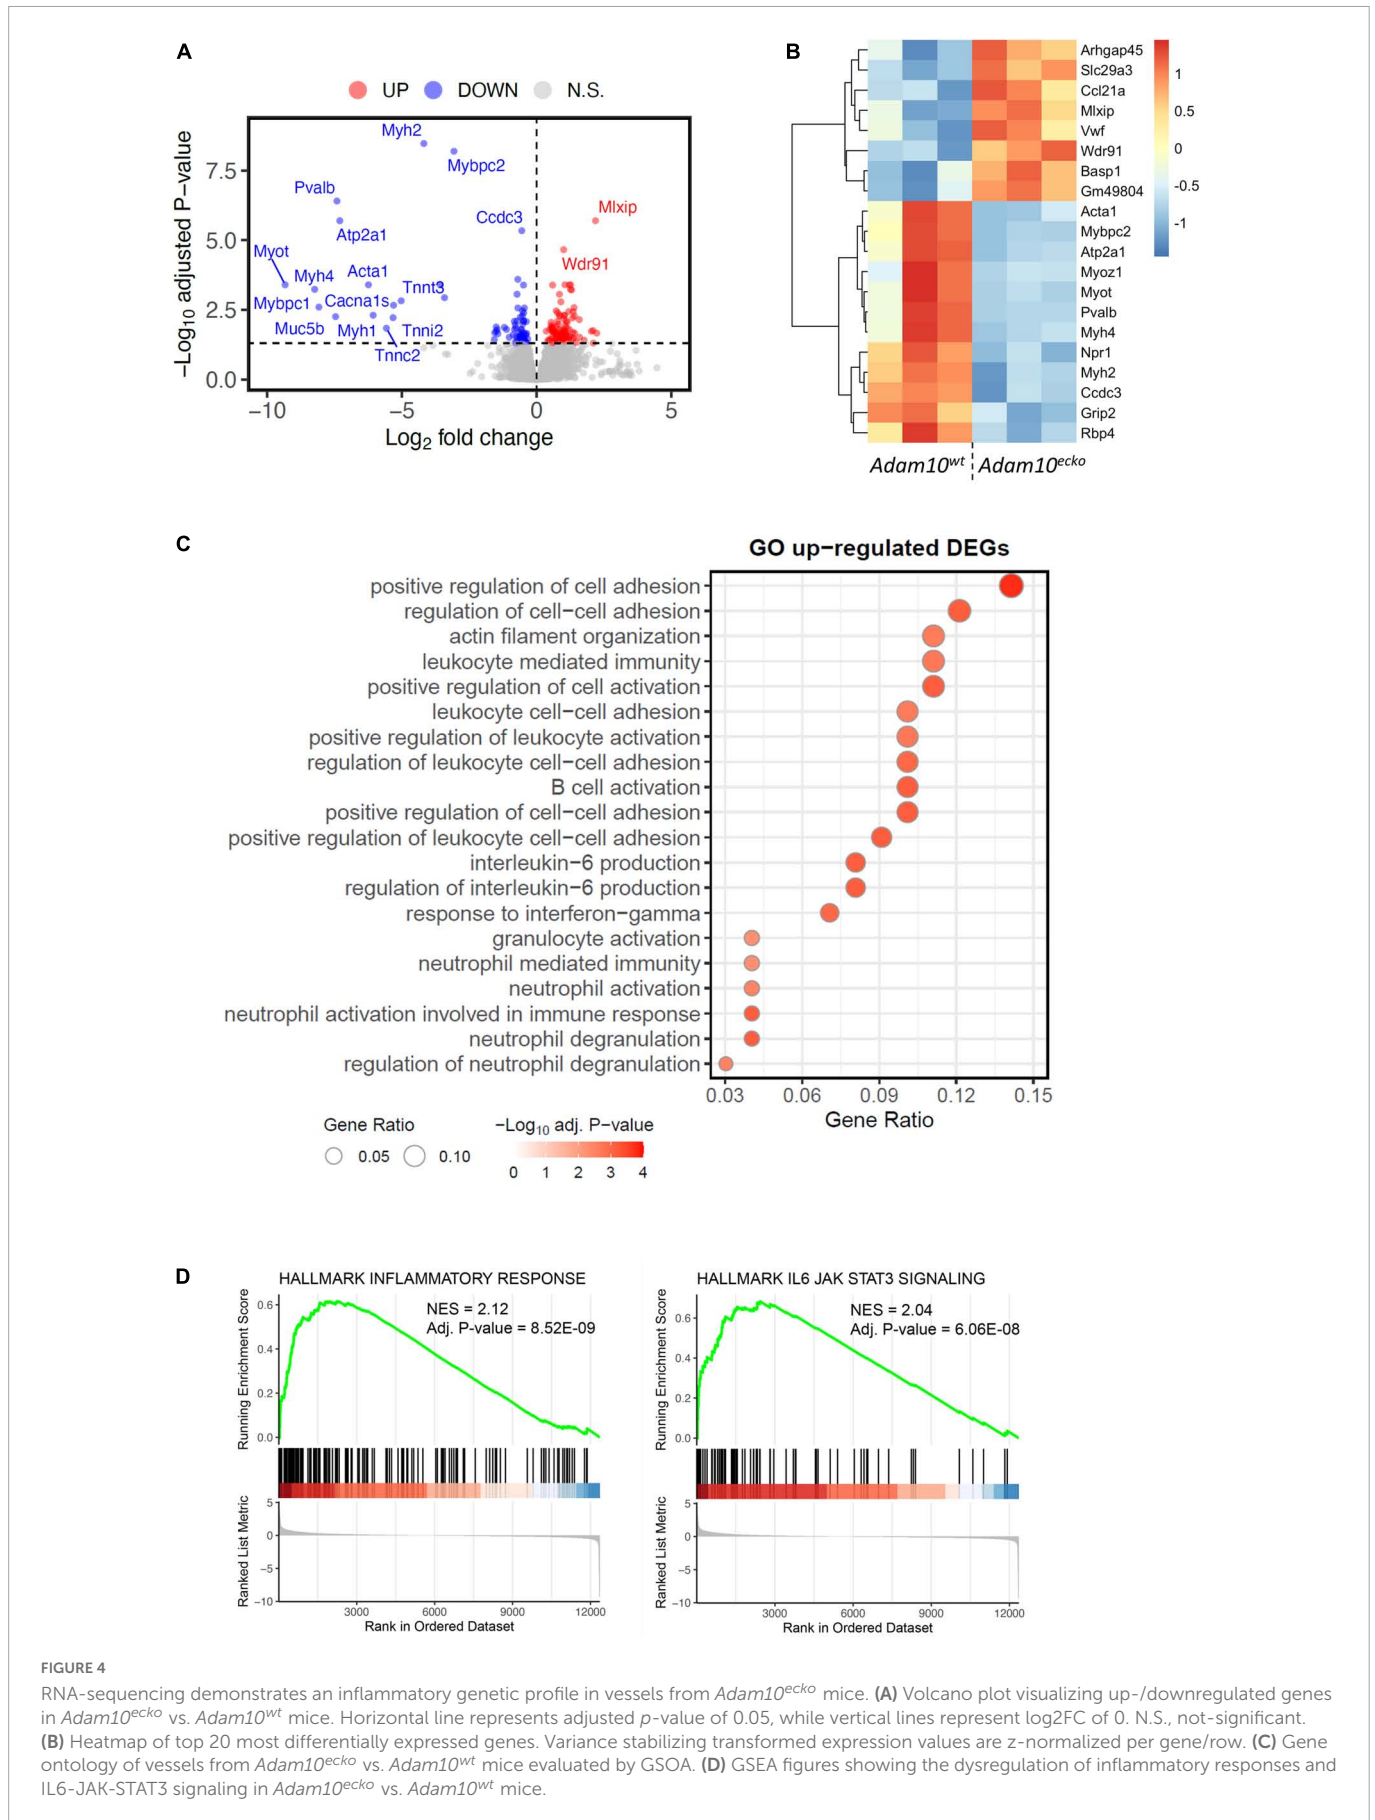 A
UP DOWN N.S.
Myh2
Mybpc2
Pvalb
Ccdc3
Mlxip
Atp2a1
Myot
Wdr91
Myh4
Acta1
Tnnt3
Mybpc1
Cacna1s
Muc5b
Myh1
Tnni2
Tnnc2
7.5
5.0
2.5
0.0
−Log10 adjusted P−value
−10 −5 0 5
Log2 fold change
B
Arhgap45
Slc29a3
Ccl21a
Mlxip
Vwf
Wdr91
Basp1
Gm49804
Acta1
Mybpc2
Atp2a1
Myoz1
Myot
Pvalb
Myh4
Npr1
Myh2
Ccdc3
Grip2
Rbp4
1
0.5
0
-0.5
-1
Adam10wt Adam10ecko
C
GO up−regulated DEGs
positive regulation of cell adhesion
regulation of cell−cell adhesion
actin filament organization
leukocyte mediated immunity
positive regulation of cell activation
leukocyte cell−cell adhesion
positive regulation of leukocyte activation
regulation of leukocyte cell−cell adhesion
B cell activation
positive regulation of cell−cell adhesion
positive regulation of leukocyte cell−cell adhesion
interleukin−6 production
regulation of interleukin−6 production
response to interferon−gamma
granulocyte activation
neutrophil mediated immunity
neutrophil activation
neutrophil activation involved in immune response
neutrophil degranulation
regulation of neutrophil degranulation
0.03 0.06 0.09 0.12 0.15
Gene Ratio
Gene Ratio
0.05 0.10
−Log10 adj. P−value
0 1 2 3 4
D
HALLMARK INFLAMMATORY RESPONSE
NES = 2.12
Adj. P-value = 8.52E-09
Running Enrichment Score
0.6
0.4
0.2
0.0
Ranked List Metric
5
0
−5
−10
3000 6000 9000 12000
Rank in Ordered Dataset
HALLMARK IL6 JAK STAT3 SIGNALING
NES = 2.04
Adj. P-value = 6.06E-08
Running Enrichment Score
0.6
0.4
0.2
0.0
Ranked List Metric
5
0
−5
−10
3000 6000 9000 12000
Rank in Ordered Dataset
FIGURE 4
RNA-sequencing demonstrates an inflammatory genetic profile in vessels from Adam10ecko mice. (A) Volcano plot visualizing up-/downregulated genes
in Adam10ecko vs. Adam10wt mice. Horizontal line represents adjusted p-value of 0.05, while vertical lines represent log2FC of 0. N.S., not-significant.
(B) Heatmap of top 20 most differentially expressed genes. Variance stabilizing transformed expression values are z-normalized per gene/row. (C) Gene
ontology of vessels from Adam10ecko vs. Adam10wt mice evaluated by GSOA. (D) GSEA figures showing the dysregulation of inflammatory responses and
IL6-JAK-STAT3 signaling in Adam10ecko vs. Adam10wt mice.